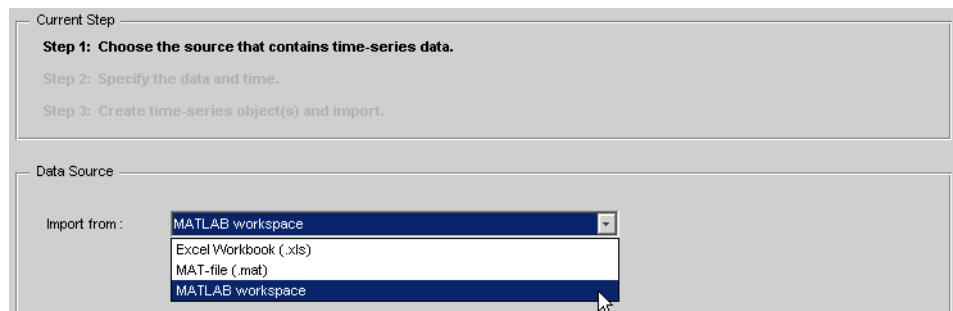 Current Step
Step 1: Choose the source that contains time-series data.
Step 2: Specify the data and time.
Step 3: Create time-series object(s) and import.
Data Source
Import from : MATLAB workspace
Excel Workbook (.xls)
MAT-file (.mat)
MATLAB workspace